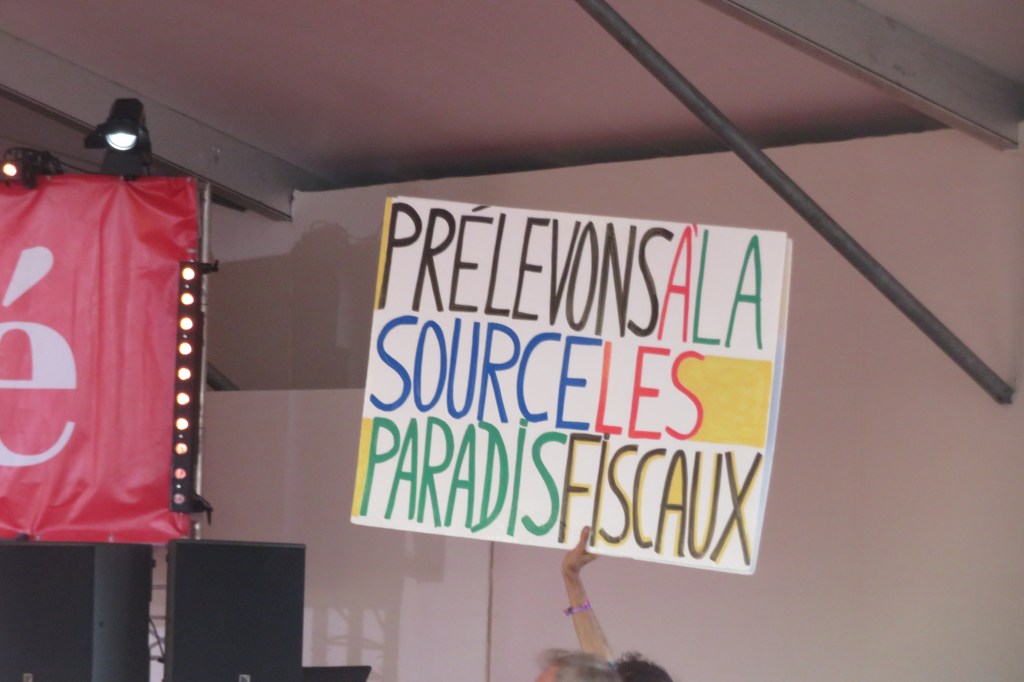 é
PRÉLEVONS À LA
SOURCE LES
PARADIS FISCAUX